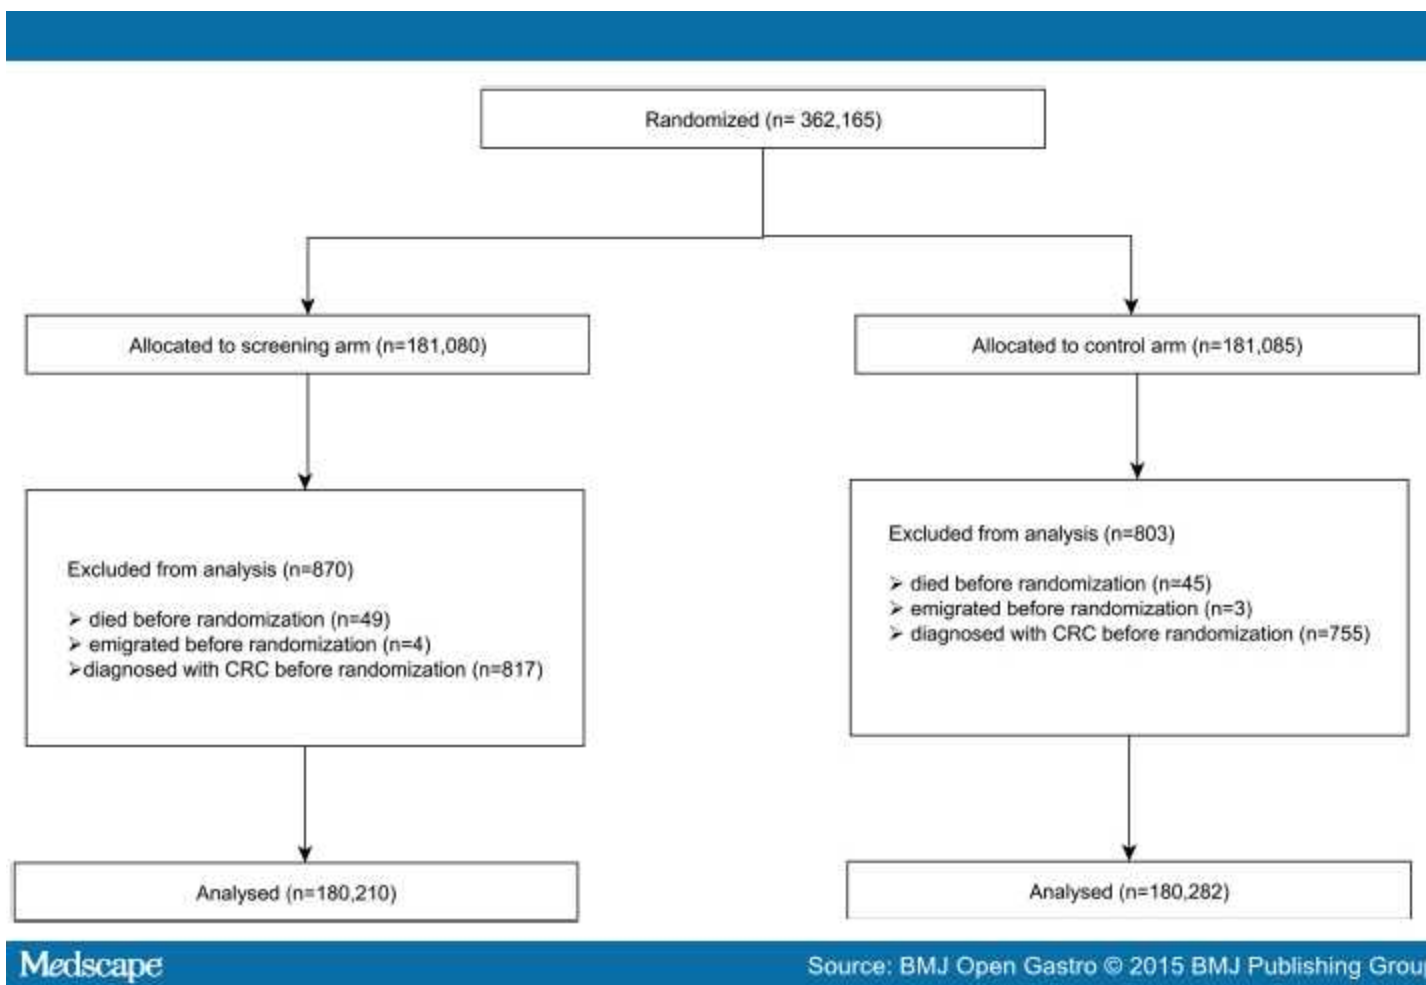 Randomized (n= 362,165)
Allocated to screening arm (n=181,080)
Allocated to control arm (n=181,085)
Excluded from analysis (n=870)
➢ died before randomization (n=49)
➢ emigrated before randomization (n=4)
➢diagnosed with CRC before randomization (n=817)
Excluded from analysis (n=803)
➢ died before randomization (n=45)
➢ emigrated before randomization (n=3)
➢ diagnosed with CRC before randomization (n=755)
Analysed (n=180,210)
Analysed (n=180,282)
Medscape
Source: BMJ Open Gastro © 2015 BMJ Publishing Group